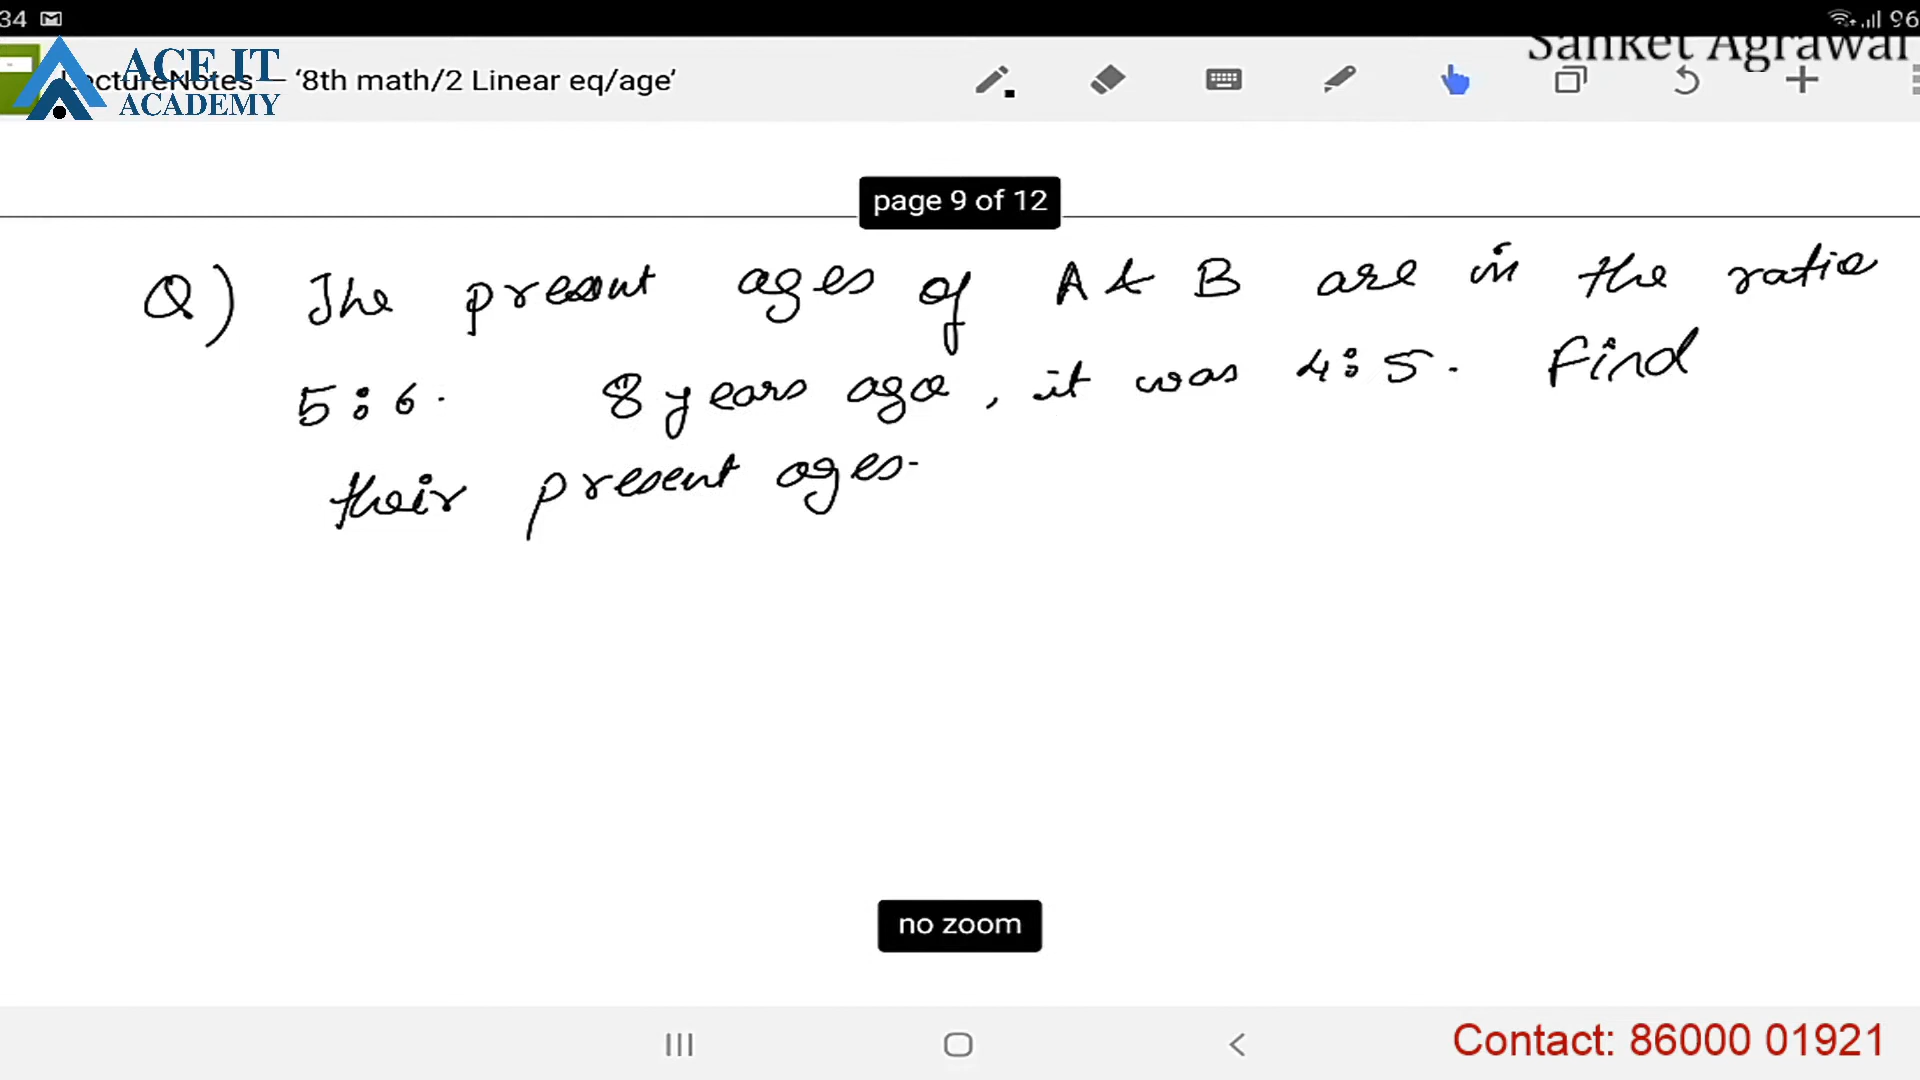 34
96
Sanket Agrawal
ACE IT
ACADEMY
LectureNotes — ‘8th math/2 Linear eq/age’
page 9 of 12
Q) The present ages of A & B are in the ratio
5:6. 8 years ago, it was 4:5. Find
their present ages.
no zoom
Contact: 86000 01921